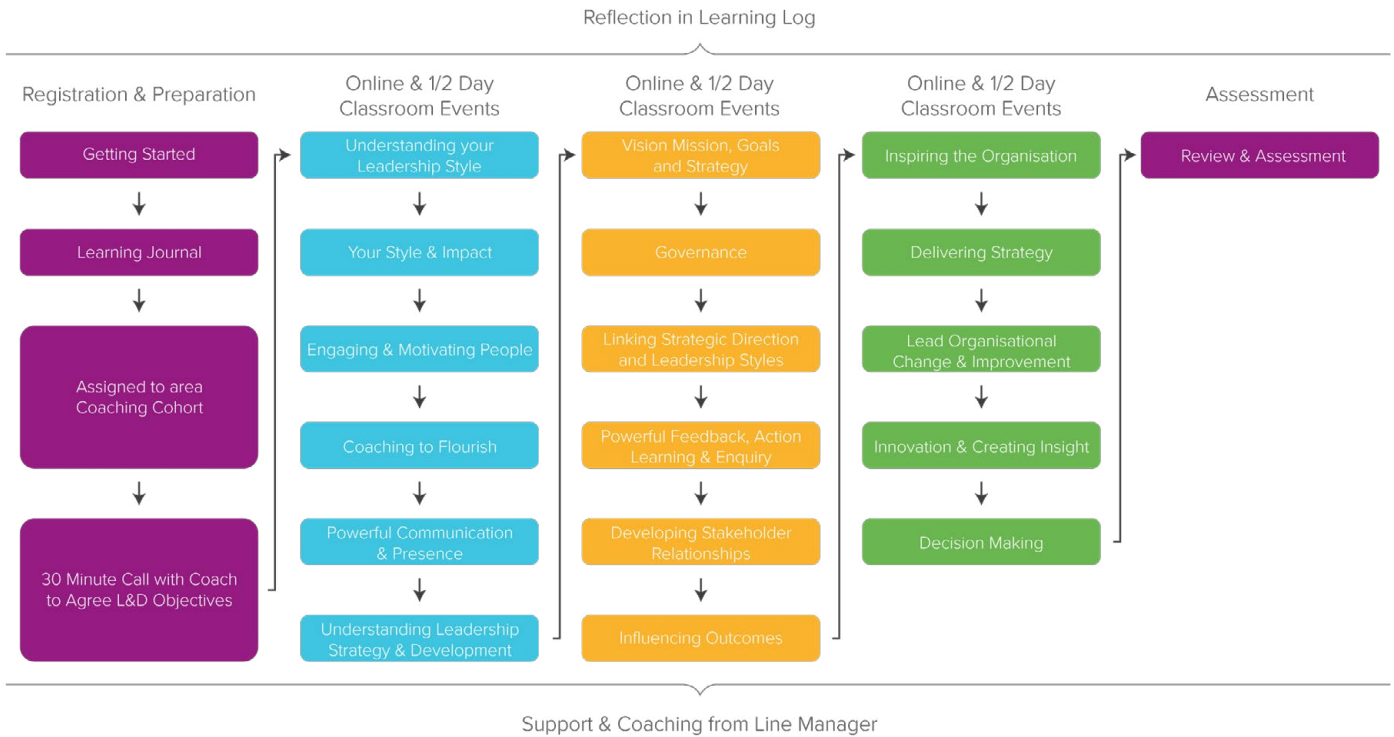 Reflection in Learning Log
Registration & Preparation
Getting Started
Learning Journal
Assigned to area
Coaching Cohort
30 Minute Call with Coach
to Agree L&D Objectives
Online & 1/2 Day
Classroom Events
Understanding your
Leadership Style
Your Style & Impact
Engaging & Motivating People
Coaching to Flourish
Powerful Communication
& Presence
Understanding Leadership
Strategy & Development
Online & 1/2 Day
Classroom Events
Vision Mission, Goals
and Strategy
Governance
Linking Strategic Direction
and Leadership Styles
Powerful Feedback, Action
Learning & Enquiry
Developing Stakeholder
Relationships
Influencing Outcomes
Online & 1/2 Day
Classroom Events
Inspiring the Organisation
Delivering Strategy
Lead Organisational
Change & Improvement
Innovation & Creating Insight
Decision Making
Assessment
Review & Assessment
Support & Coaching from Line Manager